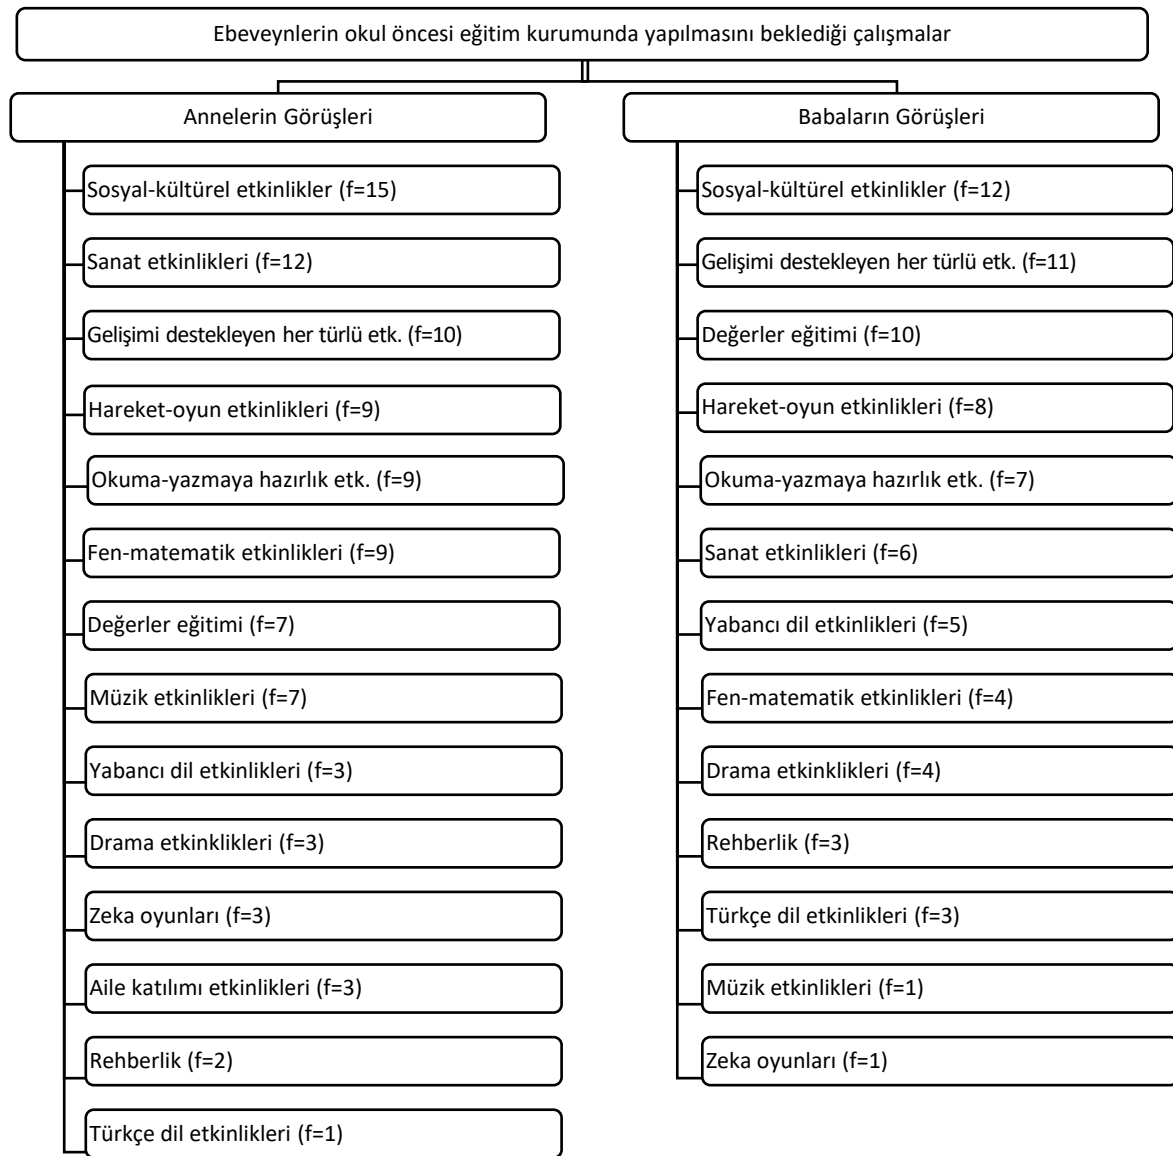 Ebeveynlerin okul öncesi eğitim kurumunda yapılmasını beklediği çalışmalar
Annelerin Görüşleri
Sosyal-kültürel etkinlikler (f=15)
Sanat etkinlikleri (f=12)
Gelişimi destekleyen her türlü etk. (f=10)
Hareket-oyun etkinlikleri (f=9)
Okuma-yazmaya hazırlık etk. (f=9)
Fen-matematik etkinlikleri (f=9)
Değerler eğitimi (f=7)
Müzik etkinlikleri (f=7)
Yabancı dil etkinlikleri (f=3)
Drama etkinklikleri (f=3)
Zeka oyunları (f=3)
Aile katılımı etkinlikleri (f=3)
Rehberlik (f=2)
Türkçe dil etkinlikleri (f=1)
Babaların Görüşleri
Sosyal-kültürel etkinlikler (f=12)
Gelişimi destekleyen her türlü etk. (f=11)
Değerler eğitimi (f=10)
Hareket-oyun etkinlikleri (f=8)
Okuma-yazmaya hazırlık etk. (f=7)
Sanat etkinlikleri (f=6)
Yabancı dil etkinlikleri (f=5)
Fen-matematik etkinlikleri (f=4)
Drama etkinklikleri (f=4)
Rehberlik (f=3)
Türkçe dil etkinlikleri (f=3)
Müzik etkinlikleri (f=1)
Zeka oyunları (f=1)